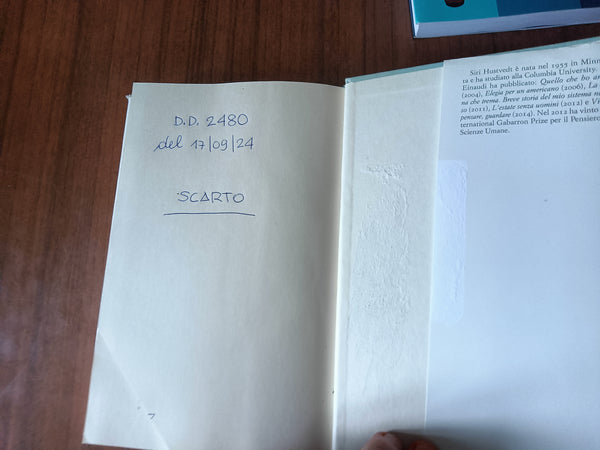 D.D. 2480
del 17/09/24
SCARTO
Siri Hustvedt è nata nel 1955 in Minn
ta e ha studiato alla Columbia University.
Einaudi ha pubblicato: Quello che ho am
(2004), Elegia per un americano (2006), La
na che trema. Breve storia del mio sistema n
so (2011), L'estate senza uomini (2012) e Vi
pensare, guardare (2014). Nel 2012 ha vinto
ternational Gabarron Prize per il Pensiero
Scienze Umane.